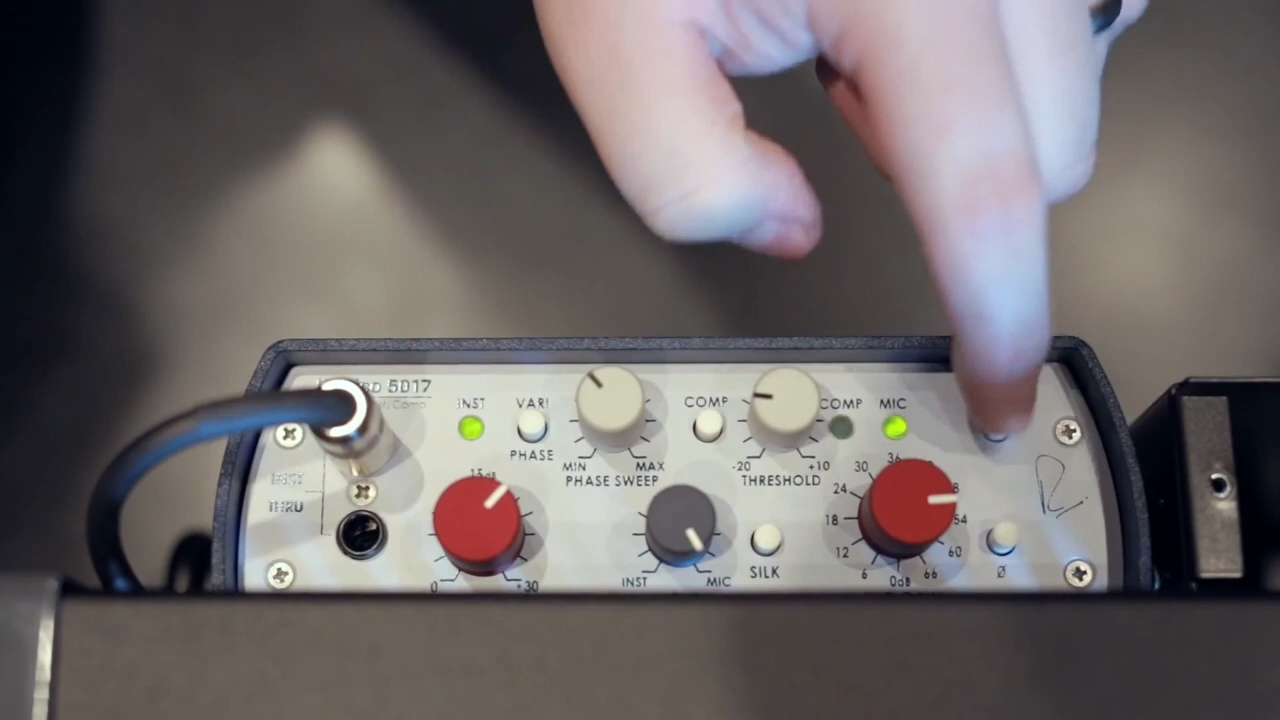 5017
INST
VARI
PHASE
MIN
MAX
PHASE SWEEP
COMP
-20
+10
THRESHOLD
COMP
MIC
THRU
15dB
0
+30
INST
MIC
SILK
6
12
18
24
30
36
54
60
66
0dB
Ø